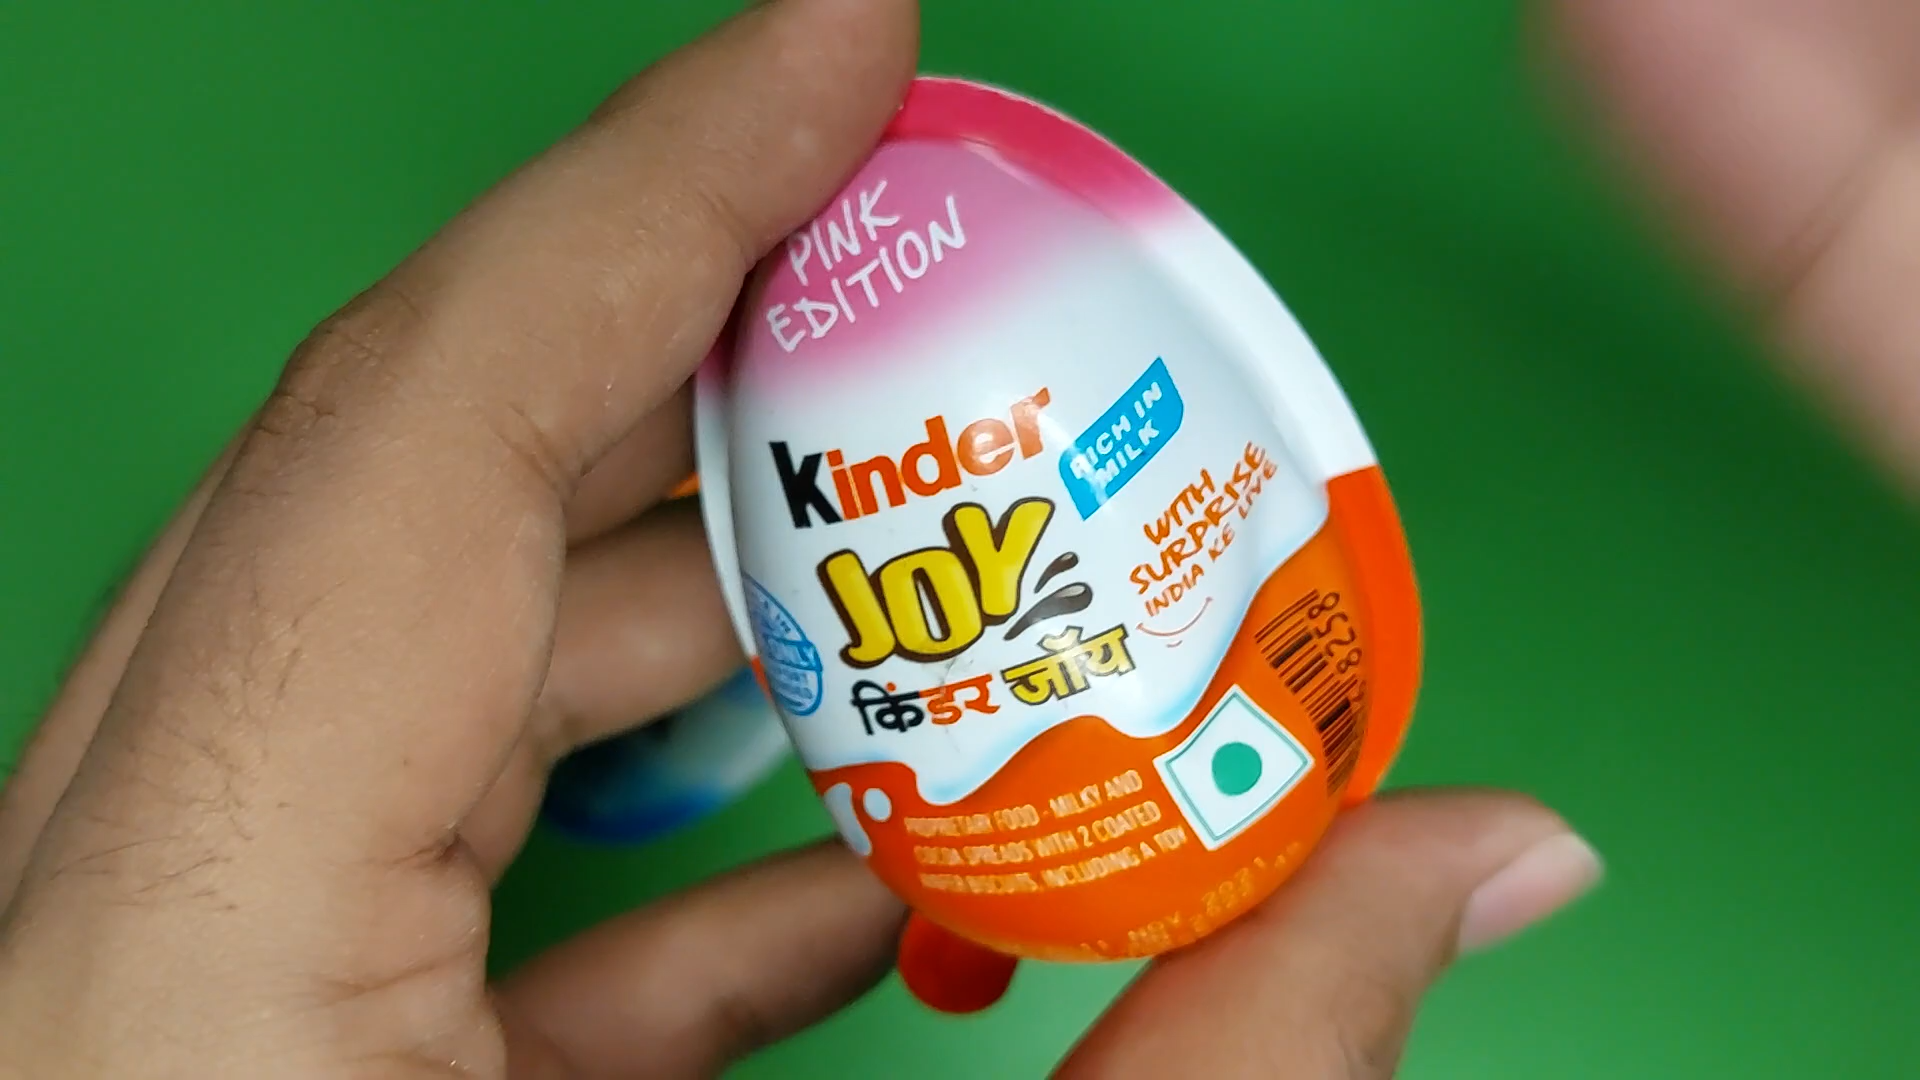 PINK
EDITION
kinder
JOY
RICH IN
MILK
WITH
SURPRISE
INDIA KE LIYE
किंडर जॉय
8258
PROPRIETARY FOOD - MILKY AND
COCOA SPREADS WITH 2 COATED
WAFER BISCUITS, INCLUDING A TOY